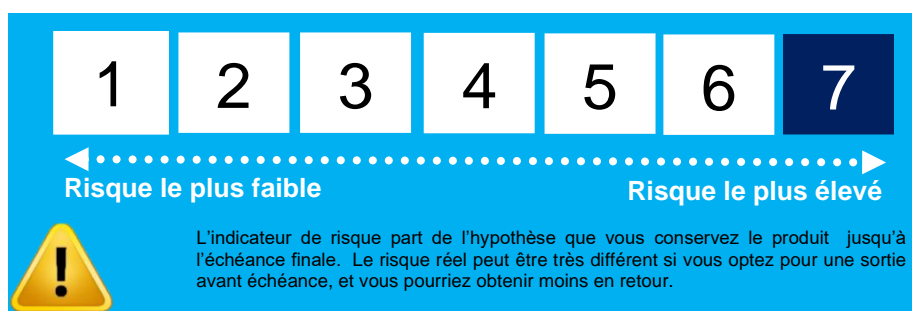 1 2 3 4 5 6 7
Risque le plus faible Risque le plus élevé
L'indicateur de risque part de l'hypothèse que vous conservez le produit jusqu'à
l'échéance finale. Le risque réel peut être très différent si vous optez pour une sortie
avant échéance, et vous pourriez obtenir moins en retour.